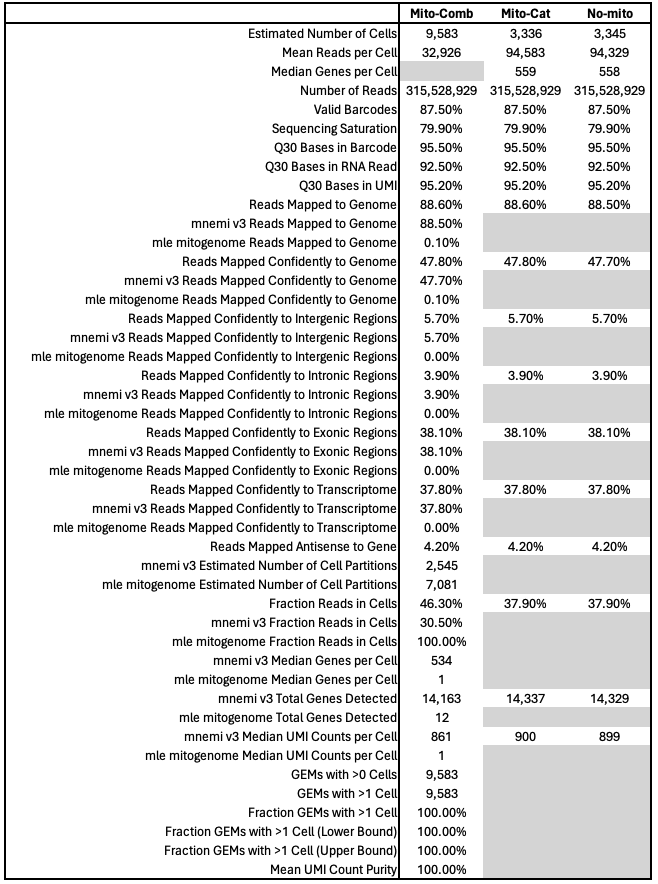 Mito-Comb Mito-Cat No-mito
Estimated Number of Cells 9,583 3,336 3,345
Mean Reads per Cell 32,926 94,583 94,329
Median Genes per Cell 559 558
Number of Reads 315,528,929 315,528,929 315,528,929
Valid Barcodes 87.50% 87.50% 87.50%
Sequencing Saturation 79.90% 79.90% 79.90%
Q30 Bases in Barcode 95.50% 95.50% 95.50%
Q30 Bases in RNA Read 92.50% 92.50% 92.50%
Q30 Bases in UMI 95.20% 95.20% 95.20%
Reads Mapped to Genome 88.60% 88.60% 88.50%
mnemi v3 Reads Mapped to Genome 88.50%
mle mitogenome Reads Mapped to Genome 0.10%
Reads Mapped Confidently to Genome 47.80% 47.80% 47.70%
mnemi v3 Reads Mapped Confidently to Genome 47.70%
mle mitogenome Reads Mapped Confidently to Genome 0.10%
Reads Mapped Confidently to Intergenic Regions 5.70% 5.70% 5.70%
mnemi v3 Reads Mapped Confidently to Intergenic Regions 5.70%
mle mitogenome Reads Mapped Confidently to Intergenic Regions 0.00%
Reads Mapped Confidently to Intronic Regions 3.90% 3.90% 3.90%
mnemi v3 Reads Mapped Confidently to Intronic Regions 3.90%
mle mitogenome Reads Mapped Confidently to Intronic Regions 0.00%
Reads Mapped Confidently to Exonic Regions 38.10% 38.10% 38.10%
mnemi v3 Reads Mapped Confidently to Exonic Regions 38.10%
mle mitogenome Reads Mapped Confidently to Exonic Regions 0.00%
Reads Mapped Confidently to Transcriptome 37.80% 37.80% 37.80%
mnemi v3 Reads Mapped Confidently to Transcriptome 37.80%
mle mitogenome Reads Mapped Confidently to Transcriptome 0.00%
Reads Mapped Antisense to Gene 4.20% 4.20% 4.20%
mnemi v3 Estimated Number of Cell Partitions 2,545
mle mitogenome Estimated Number of Cell Partitions 7,081
Fraction Reads in Cells 46.30% 37.90% 37.90%
mnemi v3 Fraction Reads in Cells 30.50%
mle mitogenome Fraction Reads in Cells 100.00%
mnemi v3 Median Genes per Cell 534
mle mitogenome Median Genes per Cell 1
mnemi v3 Total Genes Detected 14,163 14,337 14,329
mle mitogenome Total Genes Detected 12
mnemi v3 Median UMI Counts per Cell 861 900 899
mle mitogenome Median UMI Counts per Cell 1
GEMs with >0 Cells 9,583
GEMs with >1 Cell 9,583
Fraction GEMs with >1 Cell 100.00%
Fraction GEMs with >1 Cell (Lower Bound) 100.00%
Fraction GEMs with >1 Cell (Upper Bound) 100.00%
Mean UMI Count Purity 100.00%